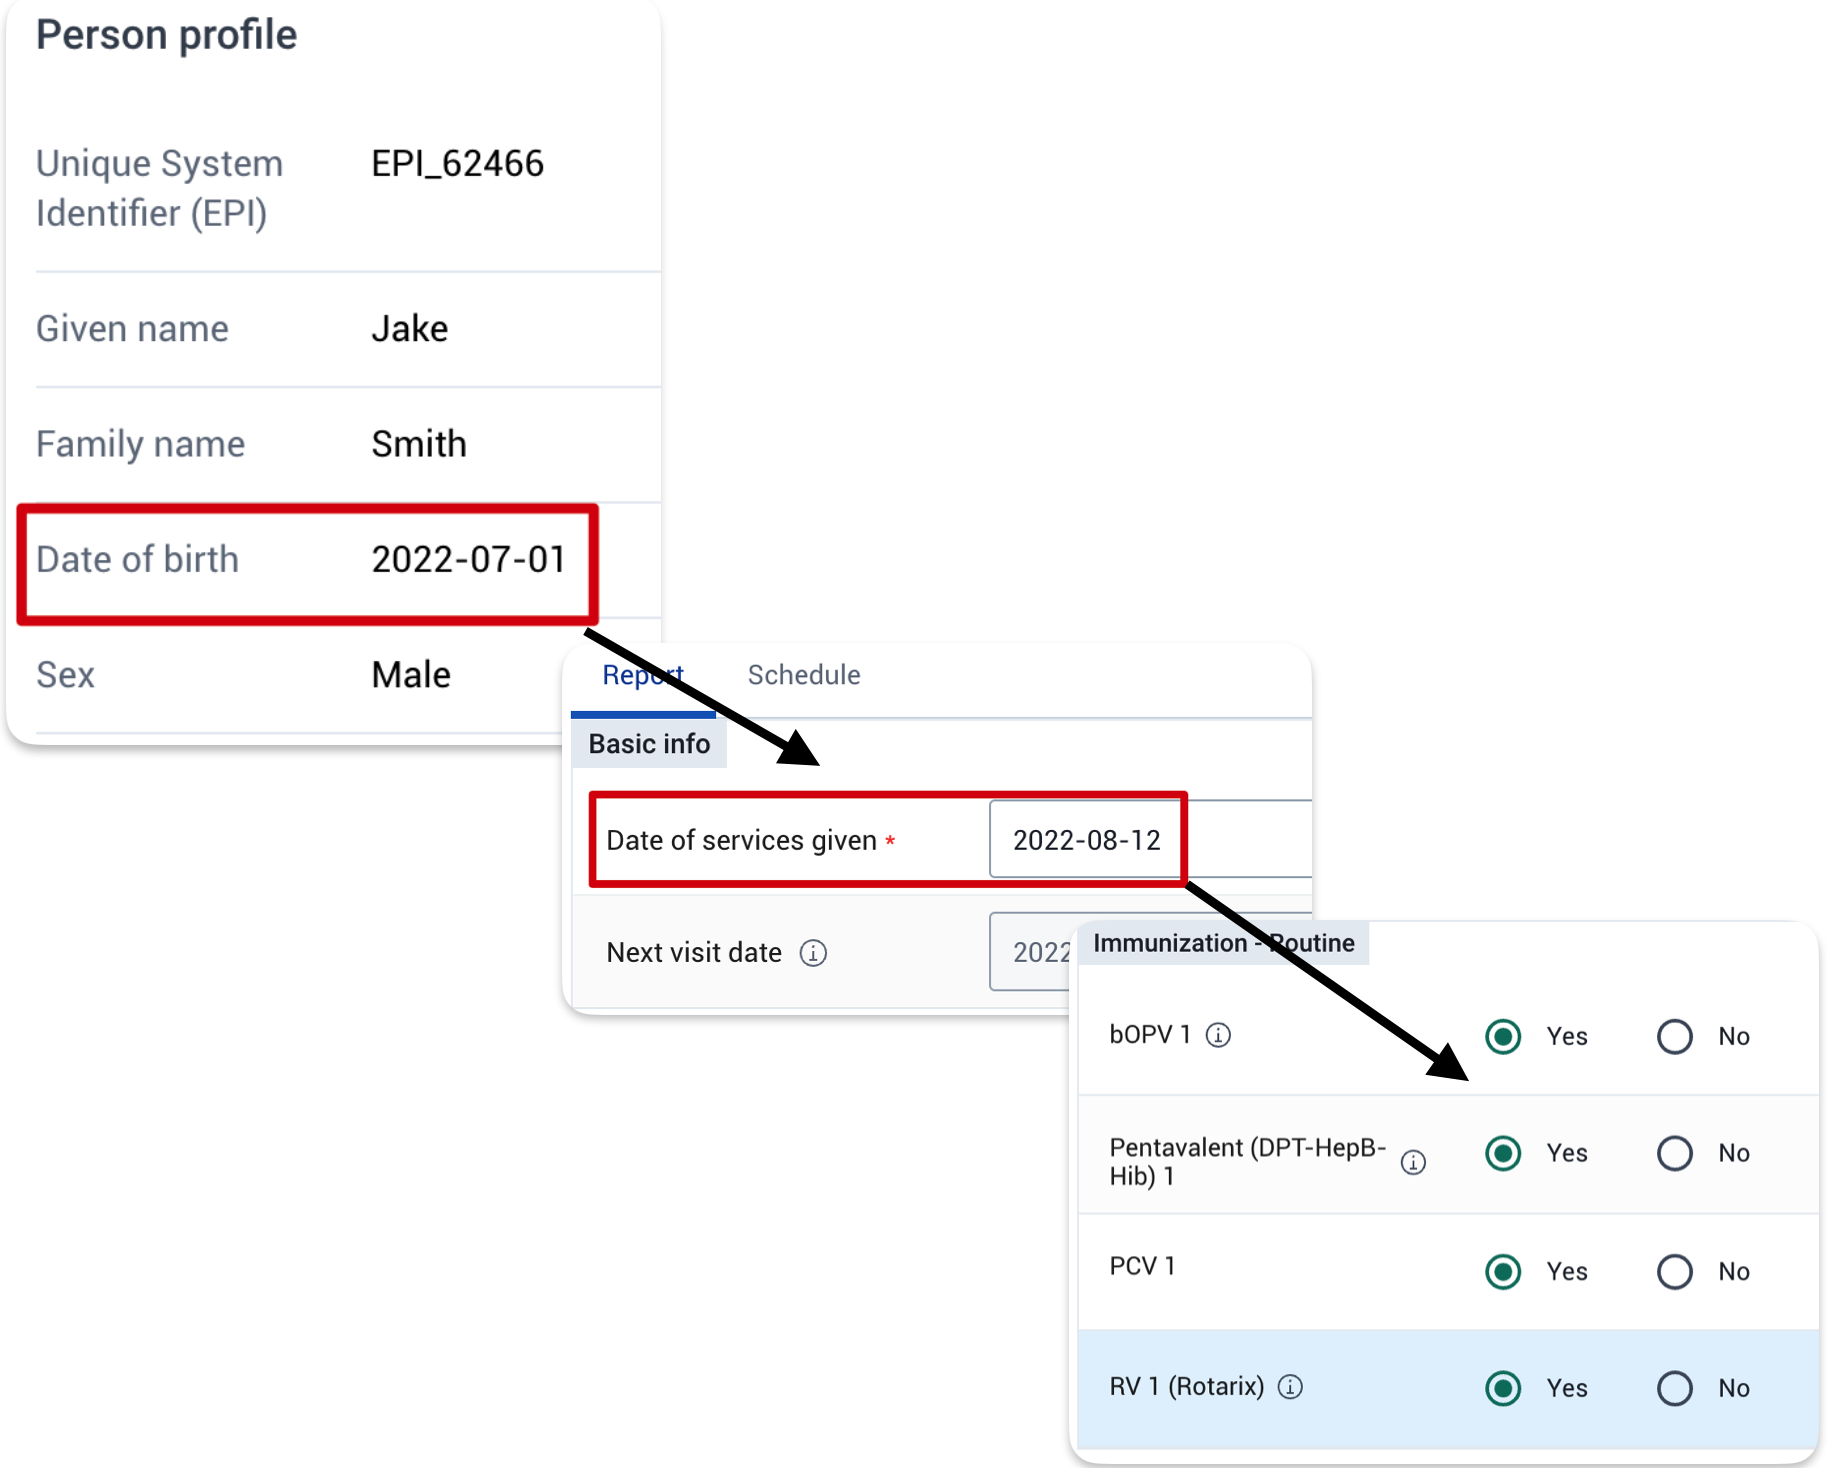 Person profile
Unique System EPI_62466
Identifier (EPI)
Given name Jake
Family name Smith
Date of birth 2022-07-01
Sex Male
Report Schedule
Basic info
Date of services given * 2022-08-12
Next visit date 2022
Immunization - Routine
bOPV 1 Yes No
Pentavalent (DPT-HepB-
Hib) 1 Yes No
PCV 1 Yes No
RV 1 (Rotarix) Yes No